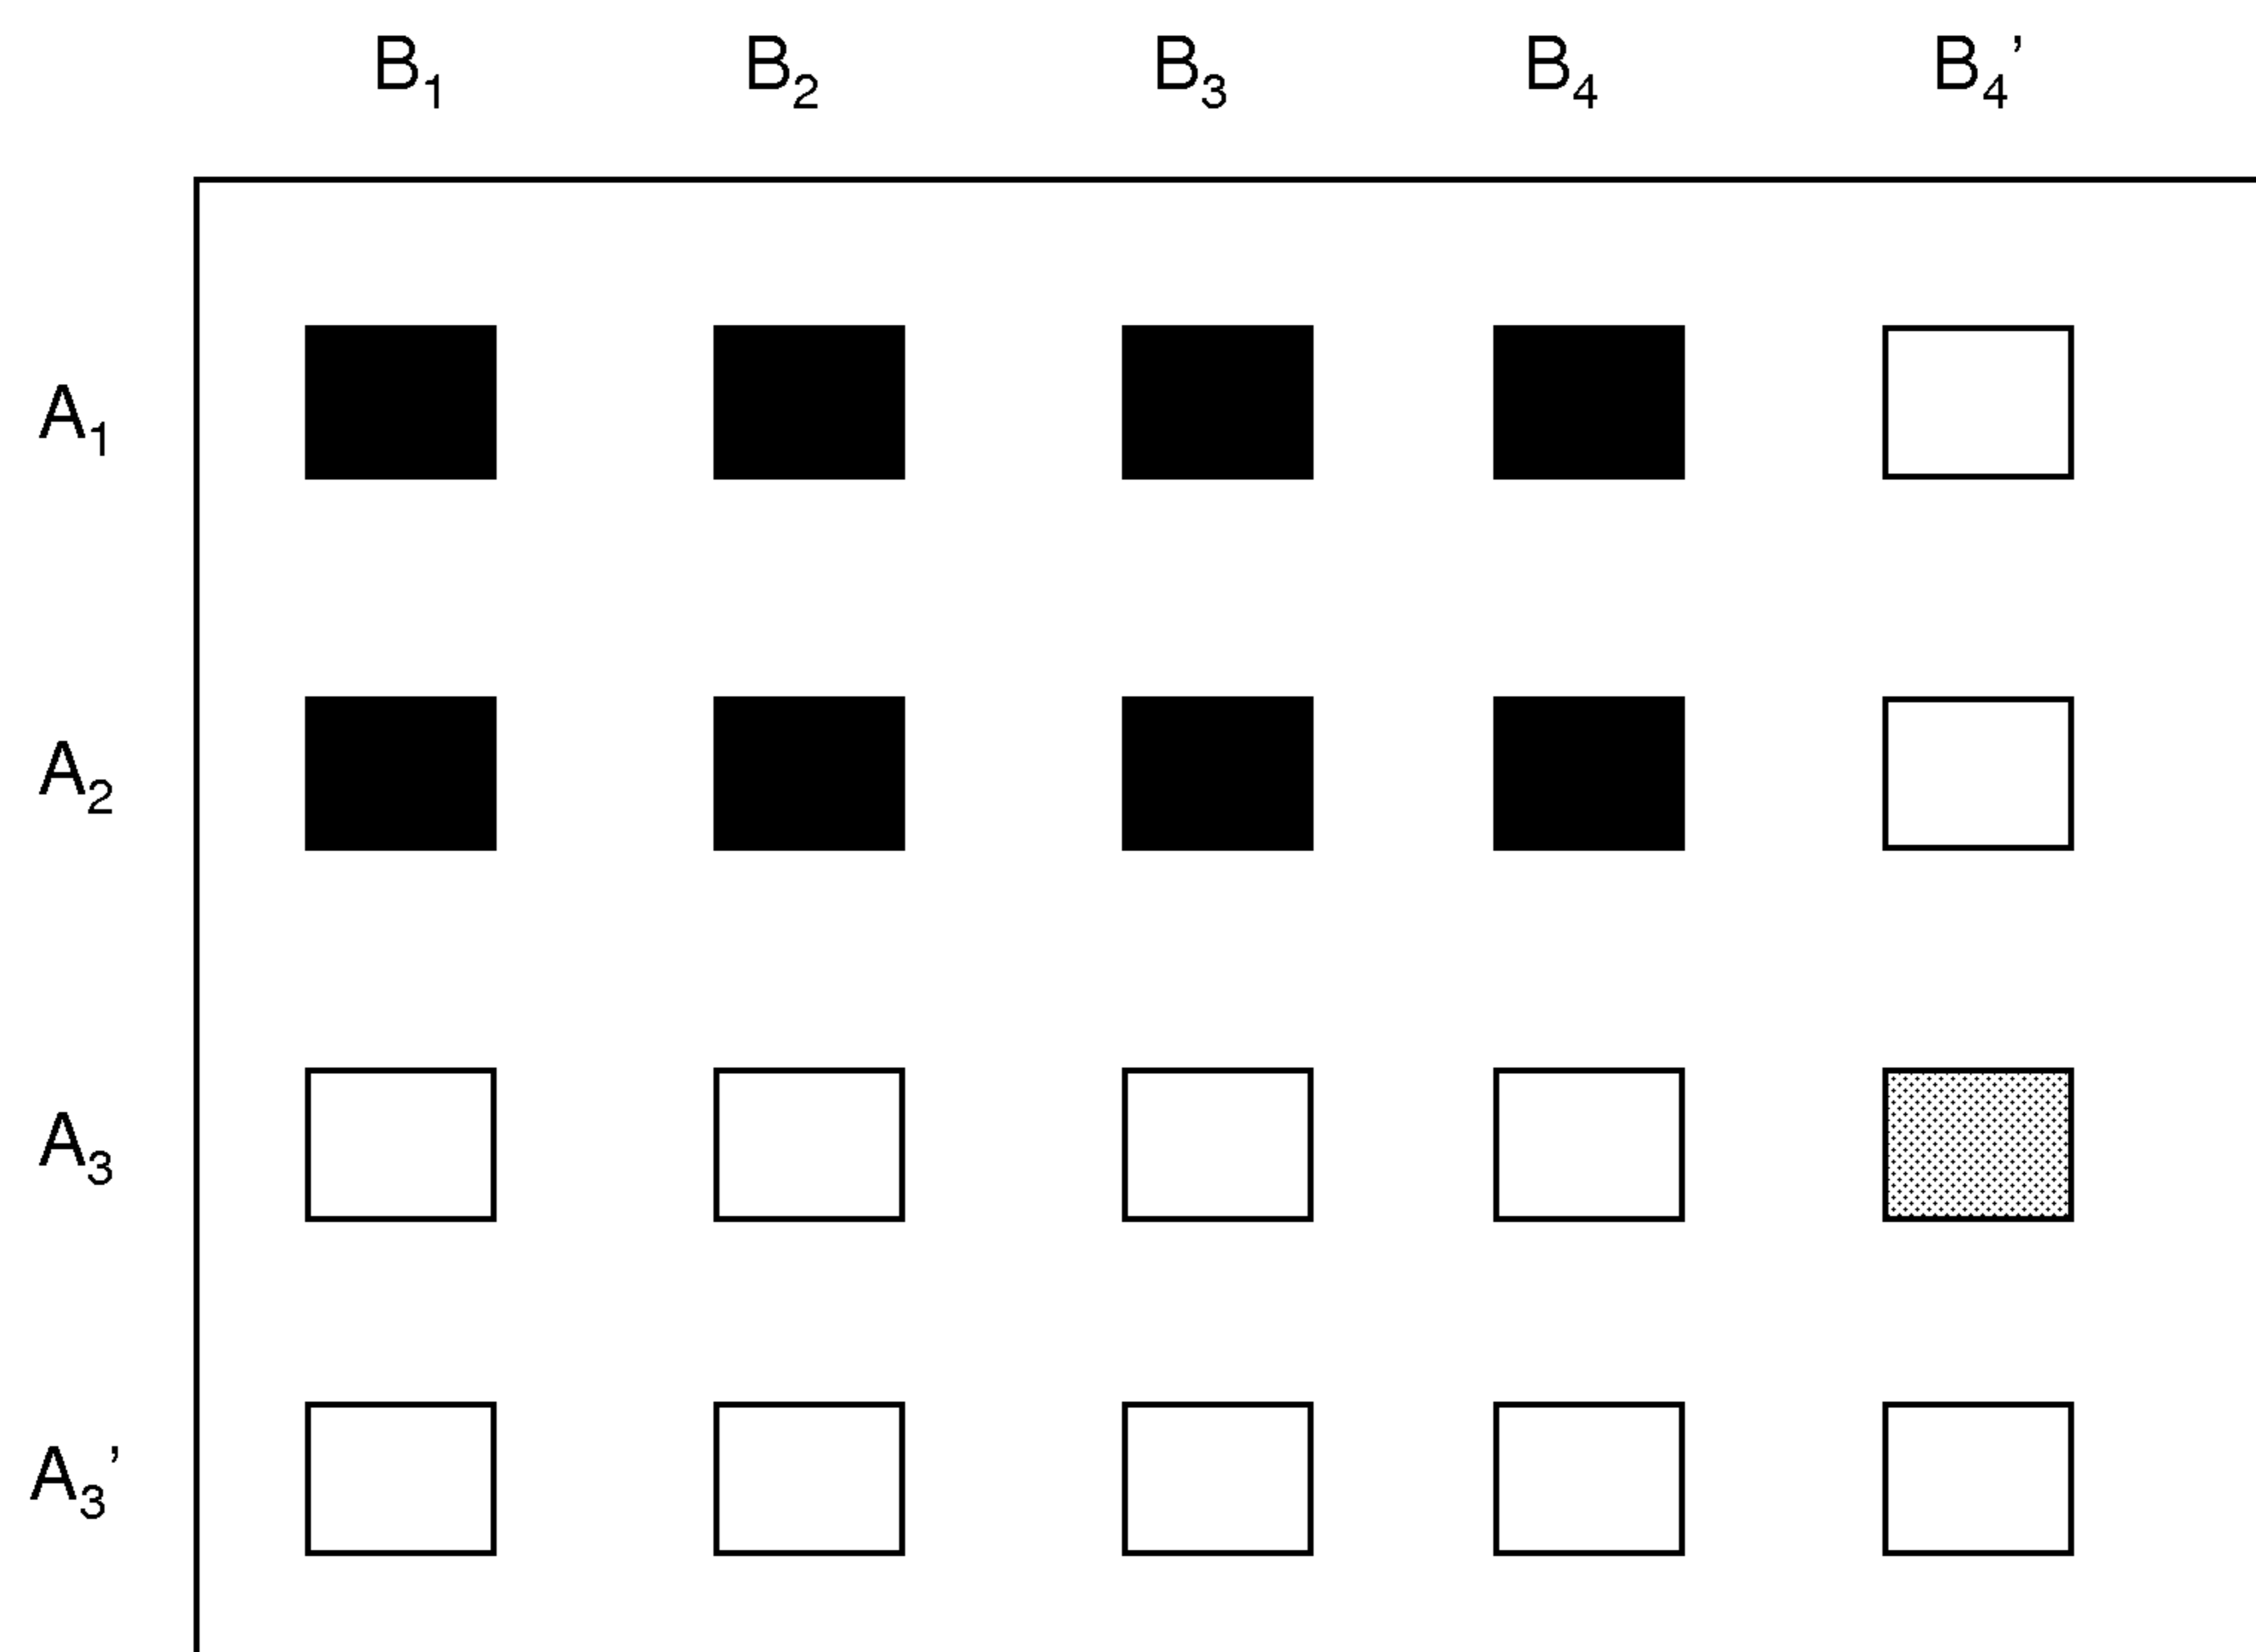 B₁ B₂ B₃ B₄ B₄’
A₁
A₂
A₃
A₃’